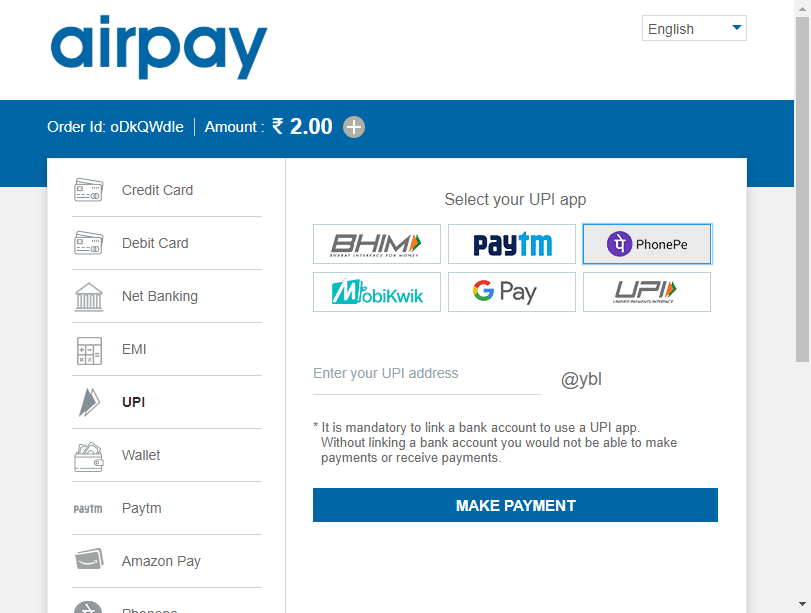 airpay
English
Order Id: oDkQWdle | Amount : ₹ 2.00
Credit Card
Debit Card
Net Banking
EMI
UPI
Wallet
Paytm
Paytm
Amazon Pay
Phonepe
Select your UPI app
BHIM
BHARAT INTERFACE FOR MONEY
Paytm
पे PhonePe
MobiKwik
G Pay
UPI
UNIFIED PAYMENTS INTERFACE
Enter your UPI address
@ybl
* It is mandatory to link a bank account to use a UPI app.
Without linking a bank account you would not be able to make
payments or receive payments.
MAKE PAYMENT